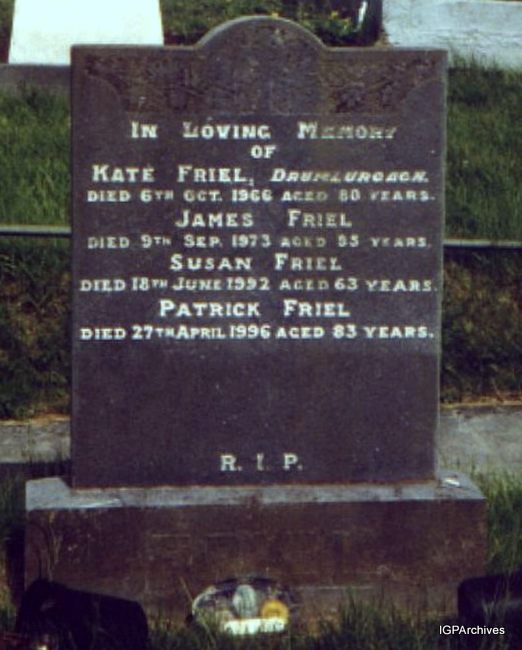 IN LOVING MEMORY
OF
KATE FRIEL, DRUMLURGAGH.
DIED 6TH OCT. 1966 AGED 80 YEARS.
JAMES FRIEL
DIED 9TH SEP. 1973 AGED YEARS.
SUSAN FRIEL
DIED 18TH JUNE 1992 AGED 63 YEARS.
PATRICK FRIEL
DIED 27TH APRIL 1996 AGED 83 YEARS.
R. I. P.
IGPArchives